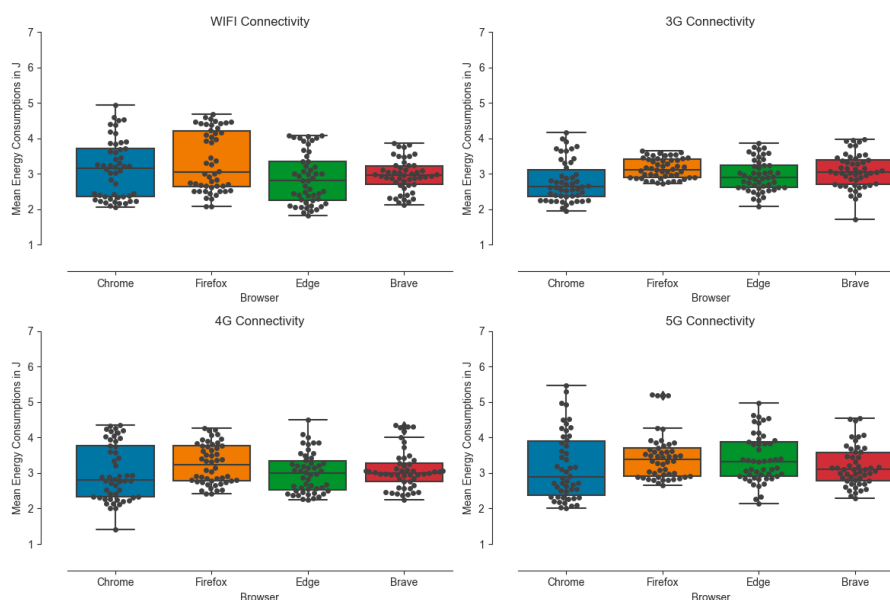 WIFI Connectivity
7
6
5
4
3
2
1
Mean Energy Consumptions in J
Chrome Firefox Edge Brave
Browser
3G Connectivity
7
6
5
4
3
2
1
Mean Energy Consumptions in J
Chrome Firefox Edge Brave
Browser
4G Connectivity
7
6
5
4
3
2
1
Mean Energy Consumptions in J
Chrome Firefox Edge Brave
Browser
5G Connectivity
7
6
5
4
3
2
1
Mean Energy Consumptions in J
Chrome Firefox Edge Brave
Browser